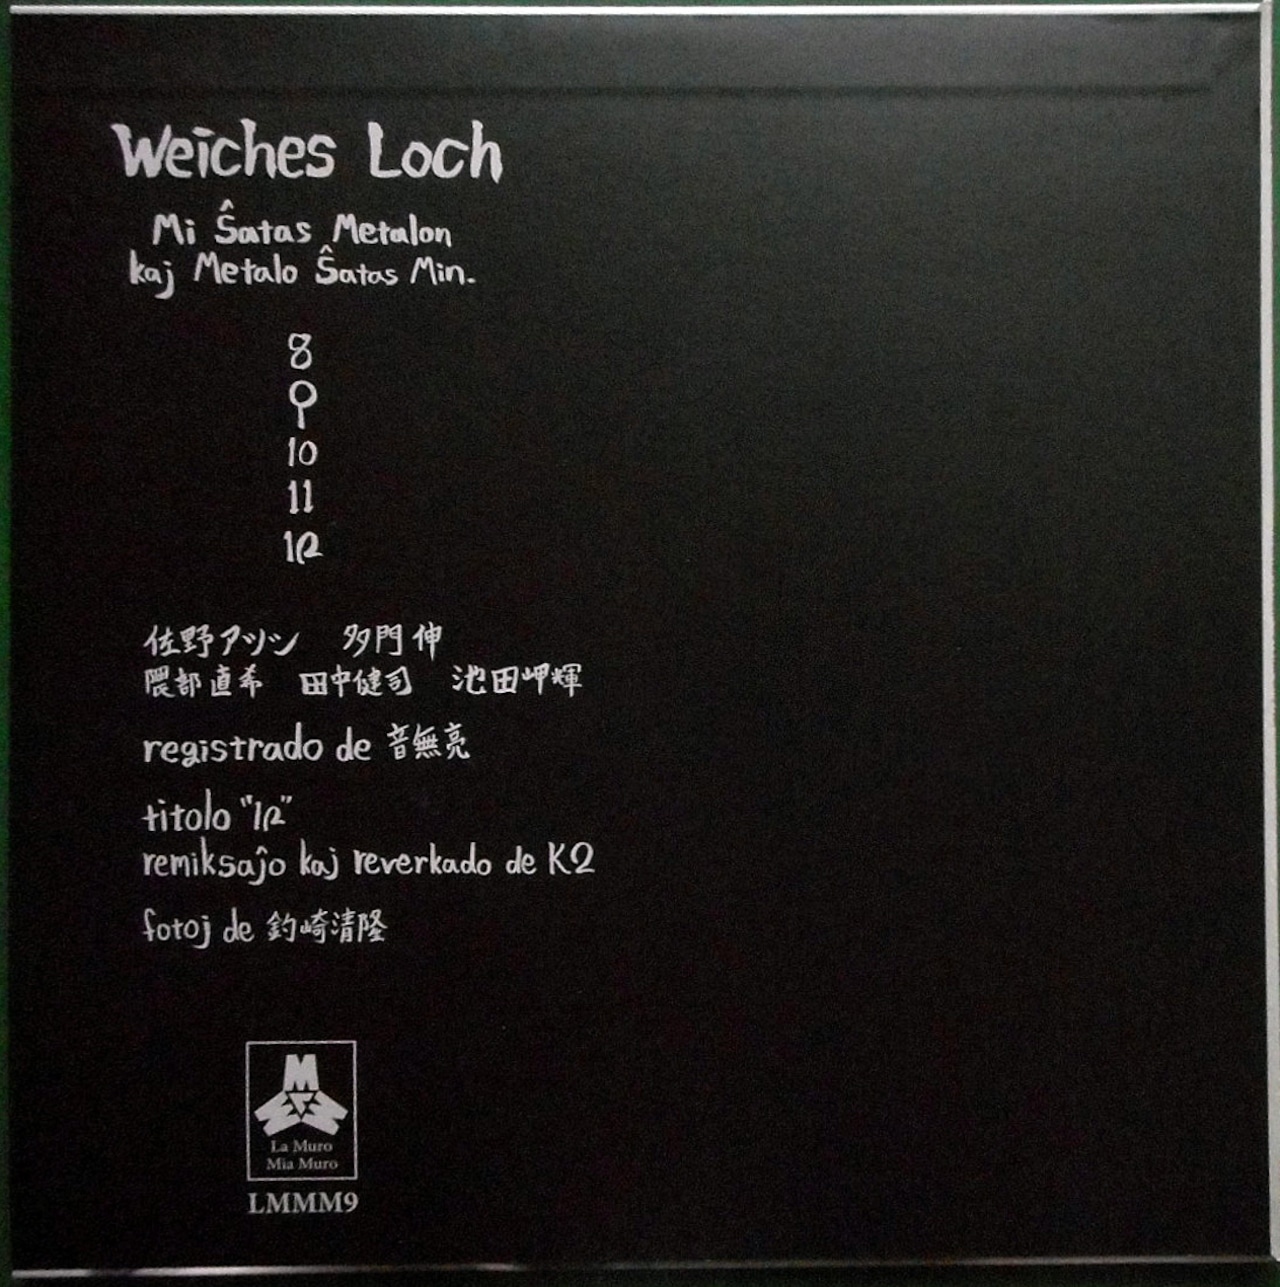 Weiches Loch
Mi Ŝatas Metalon
kaj Metalo Ŝatas Min.
8
9
10
11
12
佐野アツシ 多門伸
隈部直希 田中健司 池田岬輝
registrado de 音無亮
titolo "12"
remiksaĵo kaj reverkado de K2
fotoj de 釣崎清隆
La Muro
Mia Muro
LMMM9